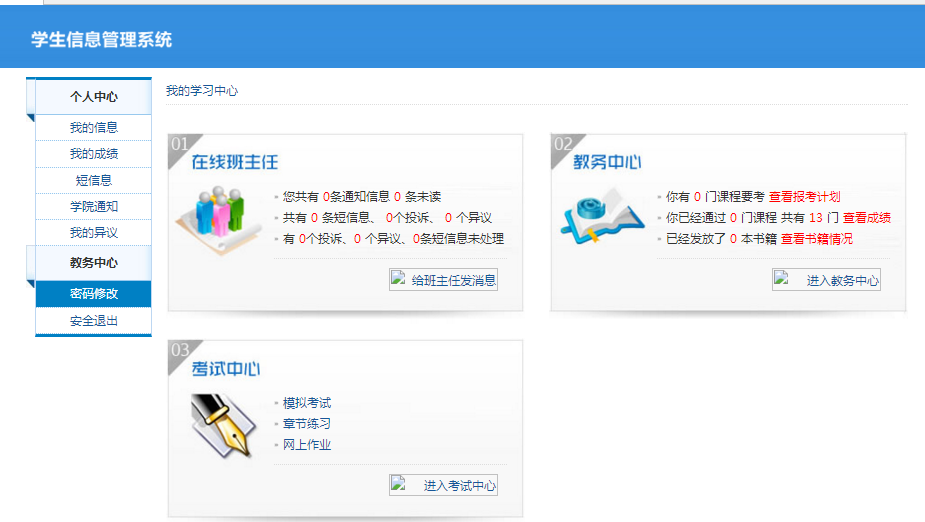 学生信息管理系统
个人中心
我的信息
我的成绩
短信息
学院通知
我的异议
教务中心
密码修改
安全退出
我的学习中心
01
在线班主任
您共有 0条通知信息 0 条未读
共有 0 条短信息、 0个投诉、 0 个异议
有 0个投诉、0 个异议、0条短信息未处理
给班主任发消息
02
教务中心
你有 0 门课程要考 查看报考计划
你已经通过 0 门课程 共有 13 门 查看成绩
已经发放了 0 本书籍 查看书籍情况
进入教务中心
03
考试中心
模拟考试
章节练习
网上作业
进入考试中心